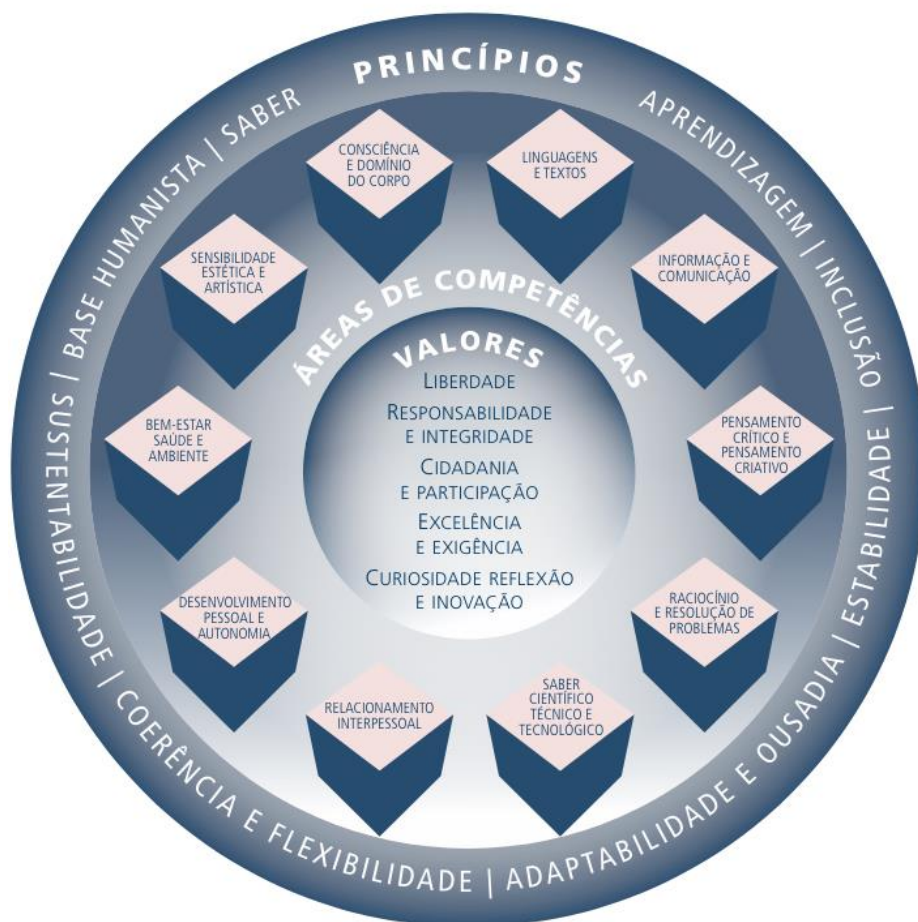 PRINCÍPIOS
APRENDIZAGEM | INCLUSÃO | ESTABILIDADE | ADAPTABILIDADE E OUSADIA | COERÊNCIA E FLEXIBILIDADE | SUSTENTABILIDADE | BASE HUMANISTA | SABER
ÁREAS DE COMPETÊNCIAS
LINGUAGENS
E TEXTOS
INFORMAÇÃO E
COMUNICAÇÃO
PENSAMENTO
CRÍTICO E
PENSAMENTO
CRIATIVO
RACIOCÍNIO
E RESOLUÇÃO DE
PROBLEMAS
SABER
CIENTÍFICO
TÉCNICO E
TECNOLÓGICO
RELACIONAMENTO
INTERPESSOAL
DESENVOLVIMENTO
PESSOAL E
AUTONOMIA
BEM-ESTAR
SAÚDE E
AMBIENTE
SENSIBILIDADE
ESTÉTICA E
ARTÍSTICA
CONSCIÊNCIA
E DOMÍNIO
DO CORPO
VALORES
LIBERDADE
RESPONSABILIDADE
E INTEGRIDADE
CIDADANIA
E PARTICIPAÇÃO
EXCELÊNCIA
E EXIGÊNCIA
CURIOSIDADE REFLEXÃO
E INOVAÇÃO